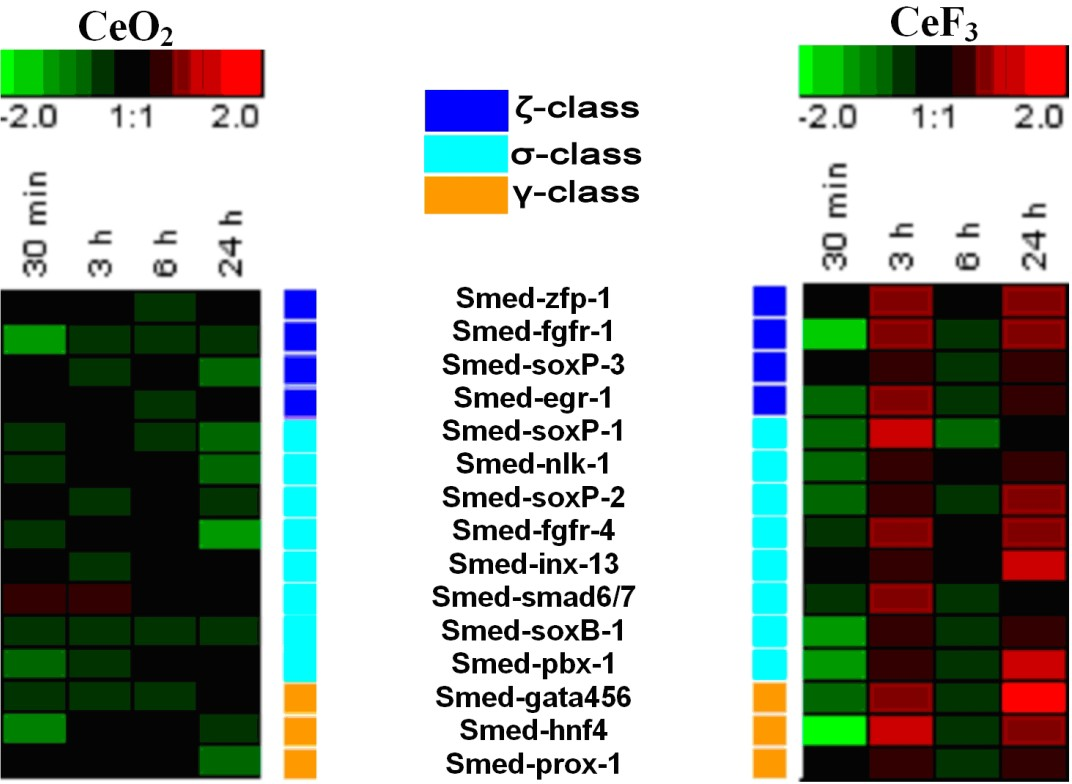 CeO2
CeF3
-2.0 1:1 2.0
-2.0 1:1 2.0
ζ-class
σ-class
γ-class
30 min 3 h 6 h 24 h
30 min 3 h 6 h 24 h
Smed-zfp-1
Smed-fgfr-1
Smed-soxP-3
Smed-egr-1
Smed-soxP-1
Smed-nlk-1
Smed-soxP-2
Smed-fgfr-4
Smed-inx-13
Smed-smad6/7
Smed-soxB-1
Smed-pbx-1
Smed-gata456
Smed-hnf4
Smed-prox-1